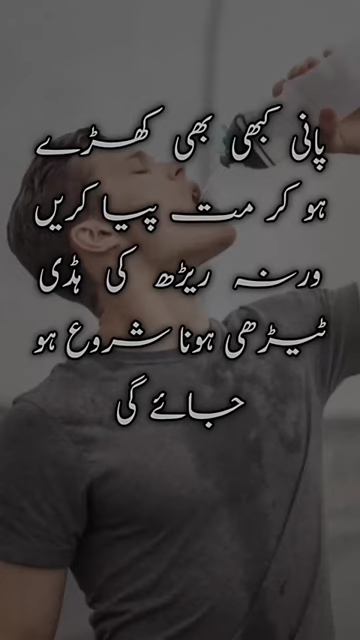 پانی کبھی بھی کھڑے
ہو کر مت پیا کریں
ورنہ ریڑھ کی ہڈی
ٹیڑھی ہونا شروع ہو
جائے گی